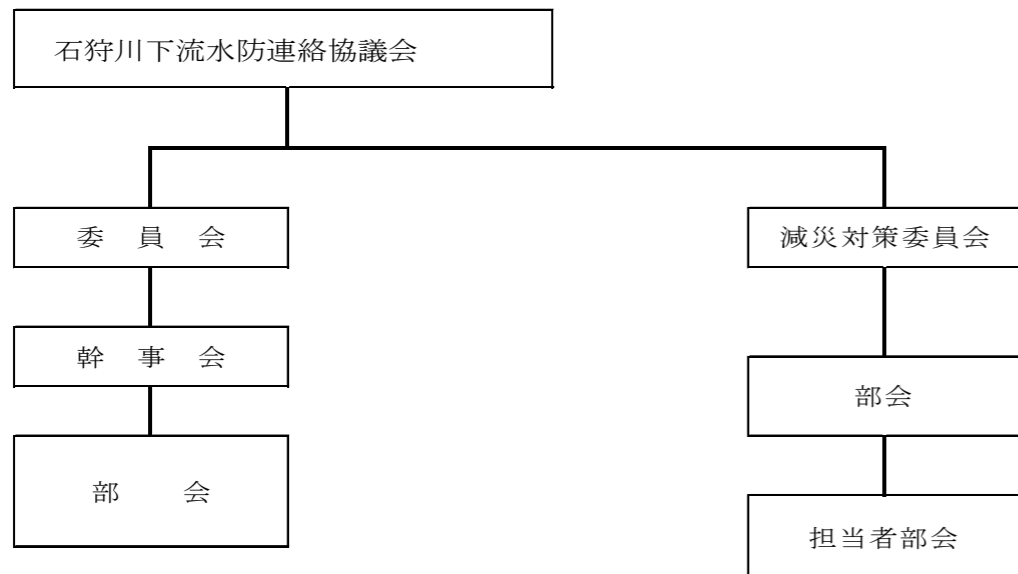 石狩川下流水防連絡協議会
委　員　会
減災対策委員会
幹　事　会
部会
部　　会
担当者部会